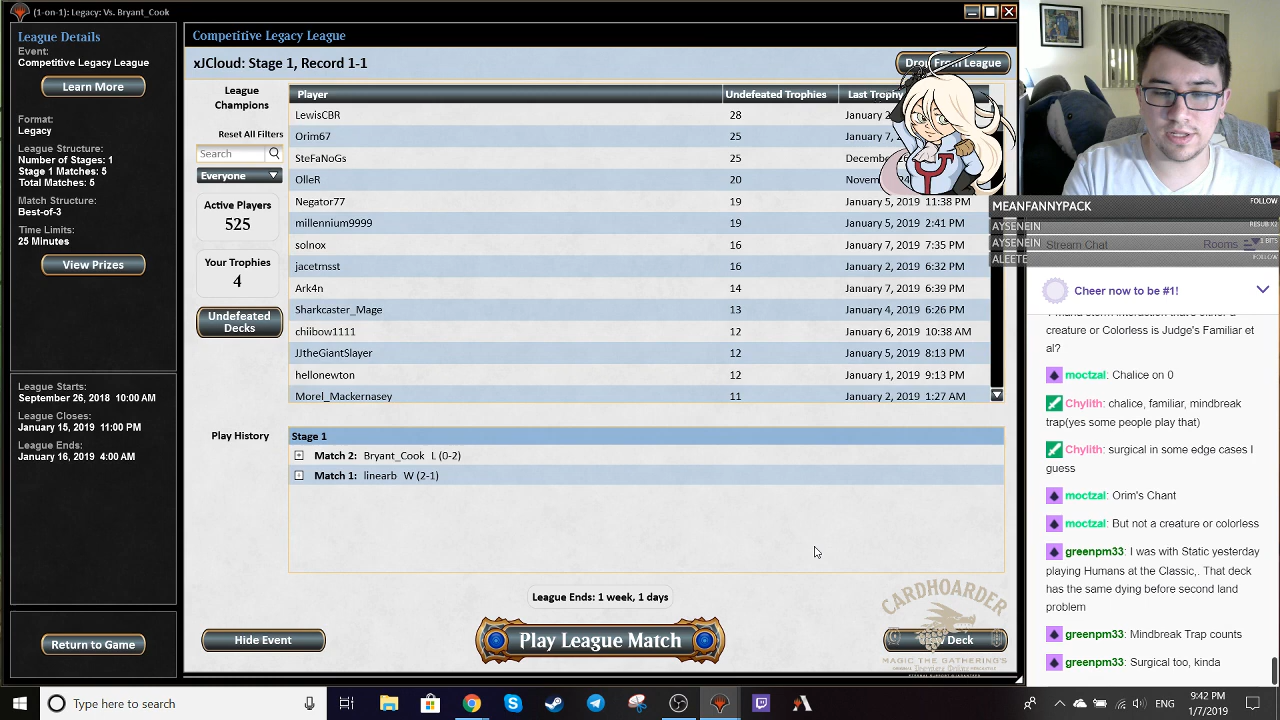 (1-on-1): Legacy: Vs. Bryant_Cook
League Details
Event:
Competitive Legacy League
Learn More
Format:
Legacy
League Structure:
Number of Stages: 1
Stage 1 Matches: 5
Total Matches: 5
Match Structure:
Best-of-3
Time Limits:
25 Minutes
View Prizes
League Starts:
September 26, 2018 10:00 AM
League Closes:
January 15, 2019 11:00 PM
League Ends:
January 16, 2019 4:00 AM
Return to Game
Competitive Legacy League
xJCloud: Stage 1, Record 1-1
Drop From League
League
Champions
Reset All Filters
Search
Everyone
Active Players
525
Your Trophies
4
Undefeated
Decks
Player Undefeated Trophies Last Trophy
LewisCBR 28 January 2
Orim67 25 January 7,
SteFaNoGs 25
OlleR 20
Negator77 19 11:38 PM
millennium9999 19 January 5, 2019 2:41 PM
solnox 16 January 7, 2019 7:35 PM
jacetmsst 16 January 2, 2019 6:32 PM
Ark4n 14 January 7, 2019 6:39 PM
Sharkcaster_Mage 13 January 4, 2019 6:26 PM
chiibow1111 12 January 6, 2019 10:38 AM
JJtheGiantSlayer 12 January 5, 2019 8:13 PM
hellonewton 12 January 1, 2019 9:13 PM
Morel_Mackernasey 11 January 2, 2019 1:27 AM
Play History
Stage 1
Match 2: Bryant_Cook L (0-2)
Match 1: linearb W (2-1)
League Ends: 1 week, 1 days
Hide Event
Play League Match
Deck
CARDHOARDER
MAGIC THE GATHERING'S
MEANFANNYPACK FOLLOW
AYSENEIN RESUB X2
AYSENEIN
Stream Chat Rooms
ALEETE FOLLOW
Cheer now to be #1!
creature or Colorless is Judge's Familiar et
al?
moctzal: Chalice on 0
Chylith: chalice, familiar, mindbreak
trap(yes some people play that)
Chylith: surgical in some edge cases I
guess
moctzal: Orim's Chant
moctzal: But not a creature or colorless
greenpm33: I was with Static yesterday
playing Humans at the Classic,. That deck
has the same dying before second land
problem
greenpm33: Mindbreak Trap counts
greenpm33: Surgical too, kinda
Type here to search
9:42 PM
1/7/2019